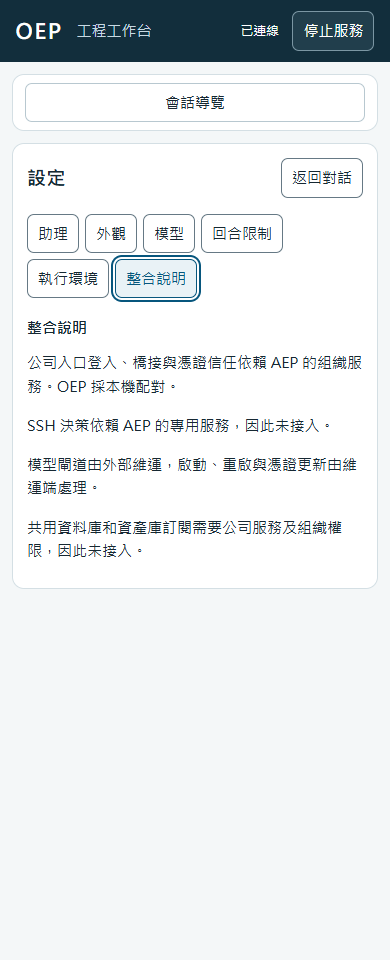 OEP 工程工作台 已連線 停止服務
會話導覽
設定 返回對話
助理 外觀 模型 回合限制
執行環境 整合說明
整合說明
公司入口登入、橋接與憑證信任依賴 AEP 的組織服
務。OEP 採本機配對。
SSH 決策依賴 AEP 的專用服務，因此未接入。
模型閘道由外部維運，啟動、重啟與憑證更新由維
運端處理。
共用資料庫和資產庫訂閱需要公司服務及組織權
限，因此未接入。